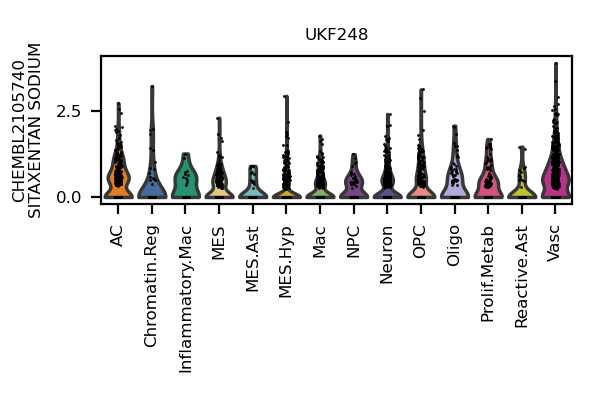 UKF248
CHEMBL2105740
SITAXENTAN SODIUM
2.5
0.0
AC
Chromatin.Reg
Inflammatory.Mac
MES
MES.Ast
MES.Hyp
Mac
NPC
Neuron
OPC
Oligo
Prolif.Metab
Reactive.Ast
Vasc